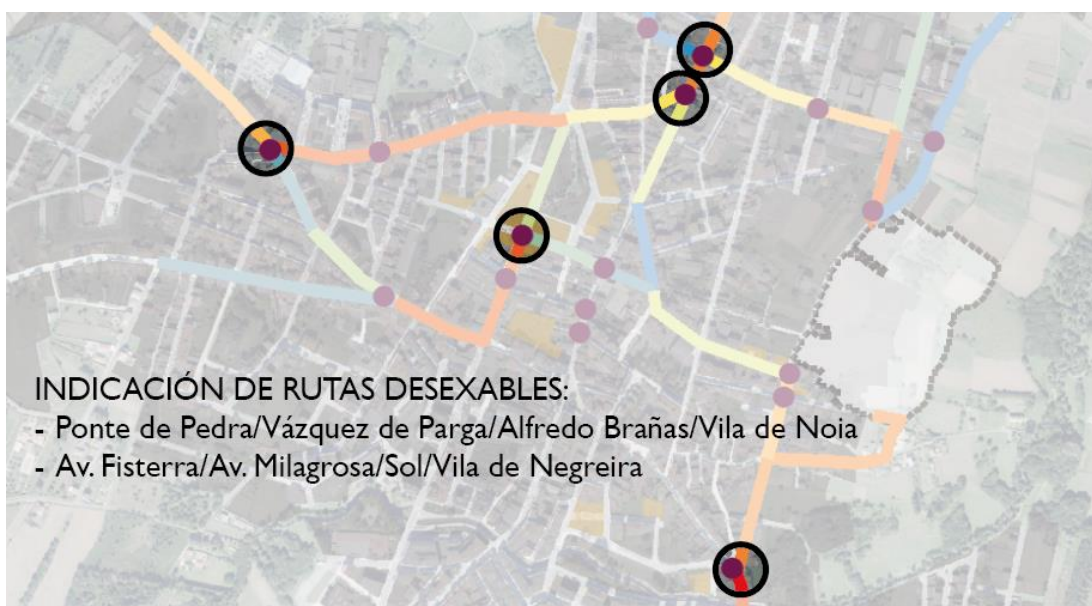 INDICACIÓN DE RUTAS DESEXABLES:
- Ponte de Pedra/Vázquez de Parga/Alfredo Brañas/Vila de Noia
- Av. Fisterra/Av. Milagrosa/Sol/Vila de Negreira